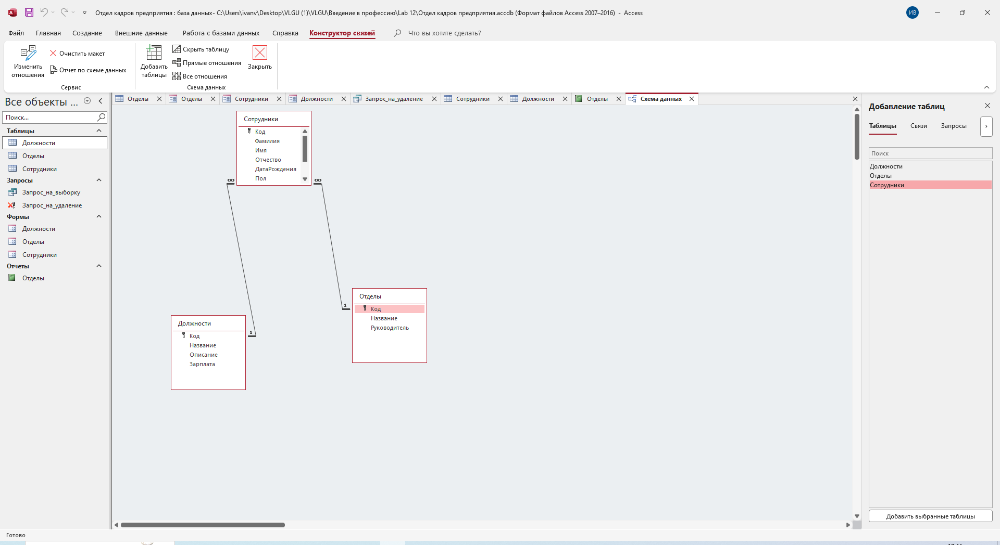 Отдел кадров предприятия : база данных- C:\Users\ivanv\Desktop\VLGU (1)\VLGU\Введение в профессию\Lab 12\Отдел кадров предприятия.accdb (Формат файлов Access 2007–2016) - Access
ИВ
Файл Главная Создание Внешние данные Работа с базами данных Справка Конструктор связей Что вы хотите сделать?
Изменить отношения
Очистить макет
Отчет по схеме данных
Сервис
Добавить таблицы
Скрыть таблицу
Прямые отношения
Все отношения
Закрыть
Схема данных
Все объекты ...
Поиск...
Таблицы
Должности
Отделы
Сотрудники
Запросы
Запрос_на_выборку
Запрос_на_удаление
Формы
Должности
Отделы
Сотрудники
Отчеты
Отделы
Отделы Отделы Сотрудники Должности Запрос_на_удаление Сотрудники Должности Отделы Схема данных
Сотрудники
Код
Фамилия
Имя
Отчество
ДатаРождения
Пол
∞ ∞
1
1
Отделы
Код
Название
Руководитель
Должности
Код
Название
Описание
Зарплата
Добавление таблиц
Таблицы Связи Запросы
Поиск
Должности
Отделы
Сотрудники
Добавить выбранные таблицы
Готово